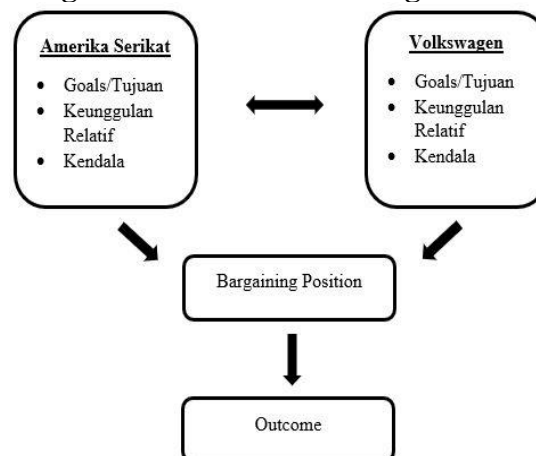 Amerika Serikat
• Goals/Tujuan
• Keunggulan
Relatif
• Kendala
Volkswagen
• Goals/Tujuan
• Keunggulan
Relatif
• Kendala
Bargaining Position
Outcome